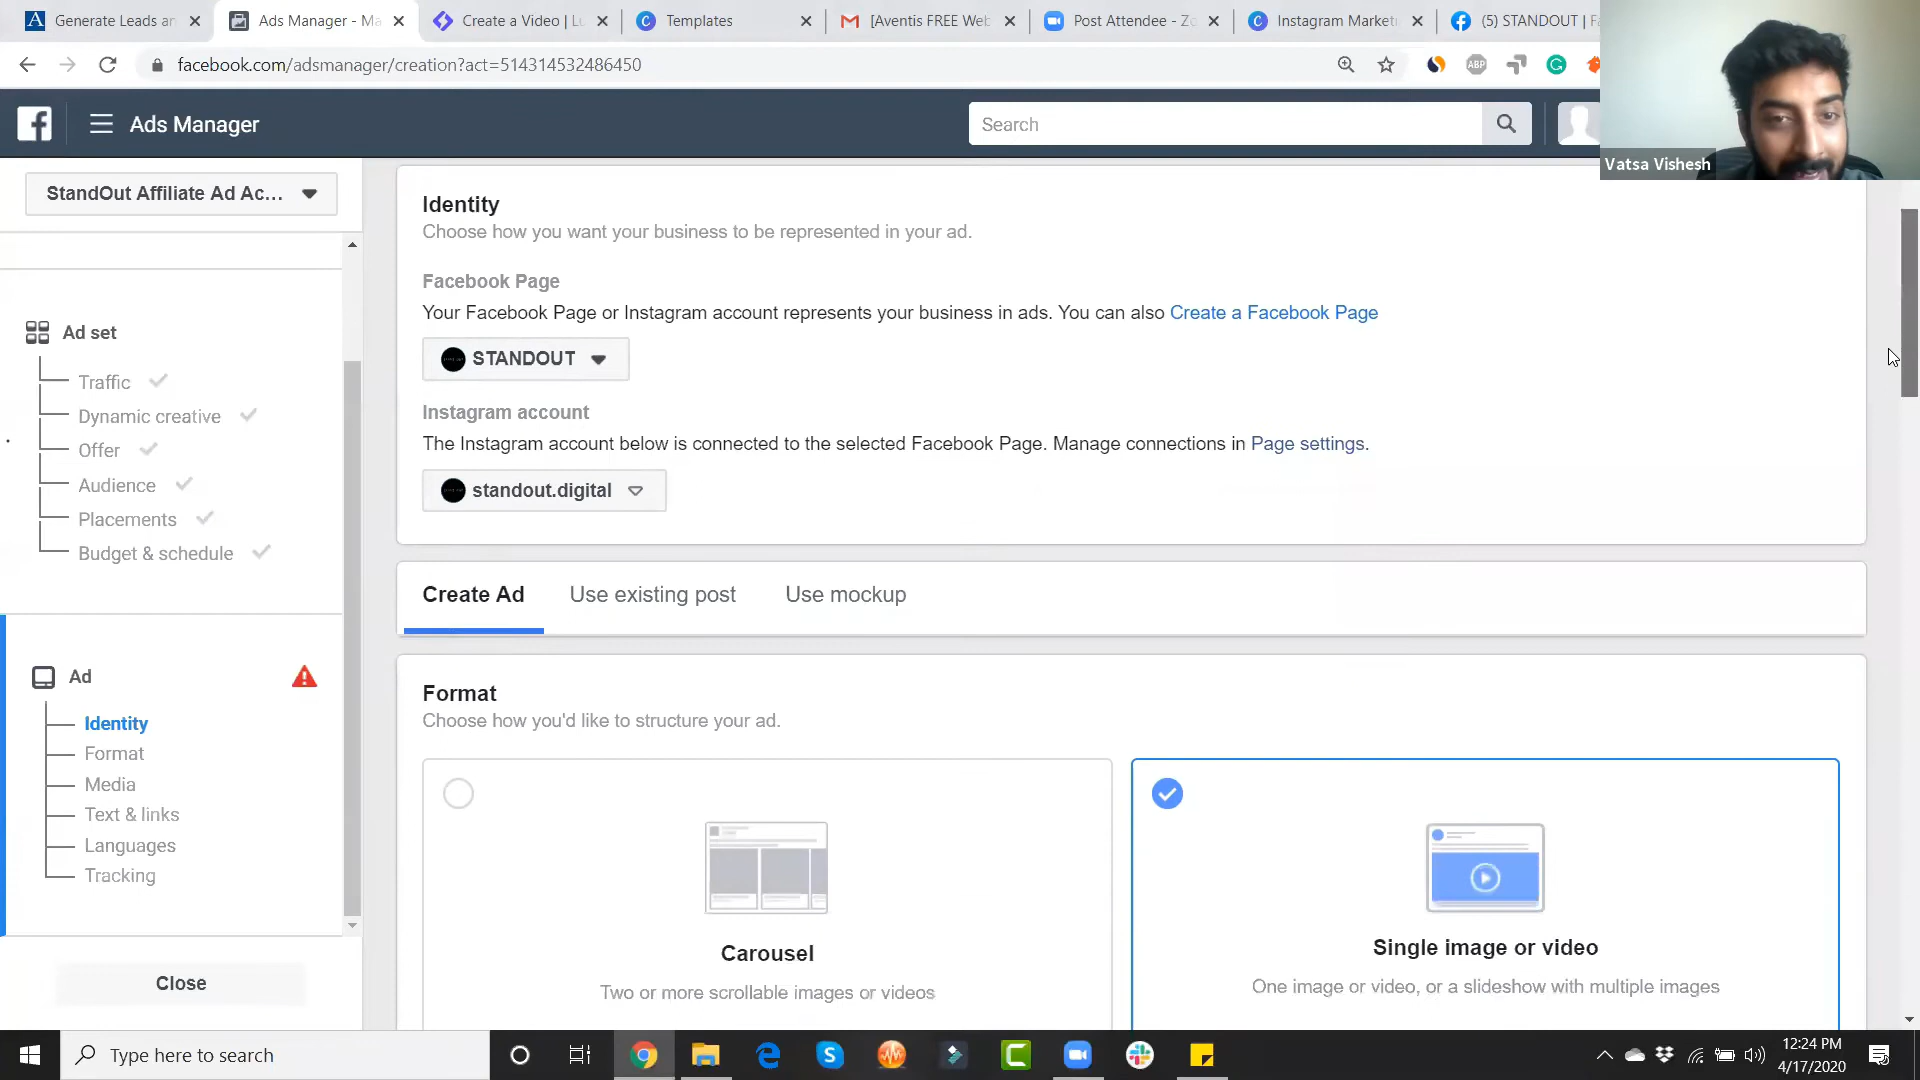 Generate Leads an
Ads Manager - Ma
Create a Video | Lu
Templates
[Aventis FREE Web
Post Attendee - Zo
Instagram Market
(5) STANDOUT | Fa
facebook.com/adsmanager/creation?act=514314532486450
ABP
Ads Manager
Search
Vatsa Vishesh
StandOut Affiliate Ad Ac...
Ad set
Traffic
Dynamic creative
Offer
Audience
Placements
Budget & schedule
Ad
Identity
Format
Media
Text & links
Languages
Tracking
Close
Identity
Choose how you want your business to be represented in your ad.
Facebook Page
Your Facebook Page or Instagram account represents your business in ads. You can also Create a Facebook Page
STANDOUT
Instagram account
The Instagram account below is connected to the selected Facebook Page. Manage connections in Page settings.
standout.digital
Create Ad
Use existing post
Use mockup
Format
Choose how you'd like to structure your ad.
Carousel
Two or more scrollable images or videos
Single image or video
One image or video, or a slideshow with multiple images
Type here to search
12:24 PM
4/17/2020